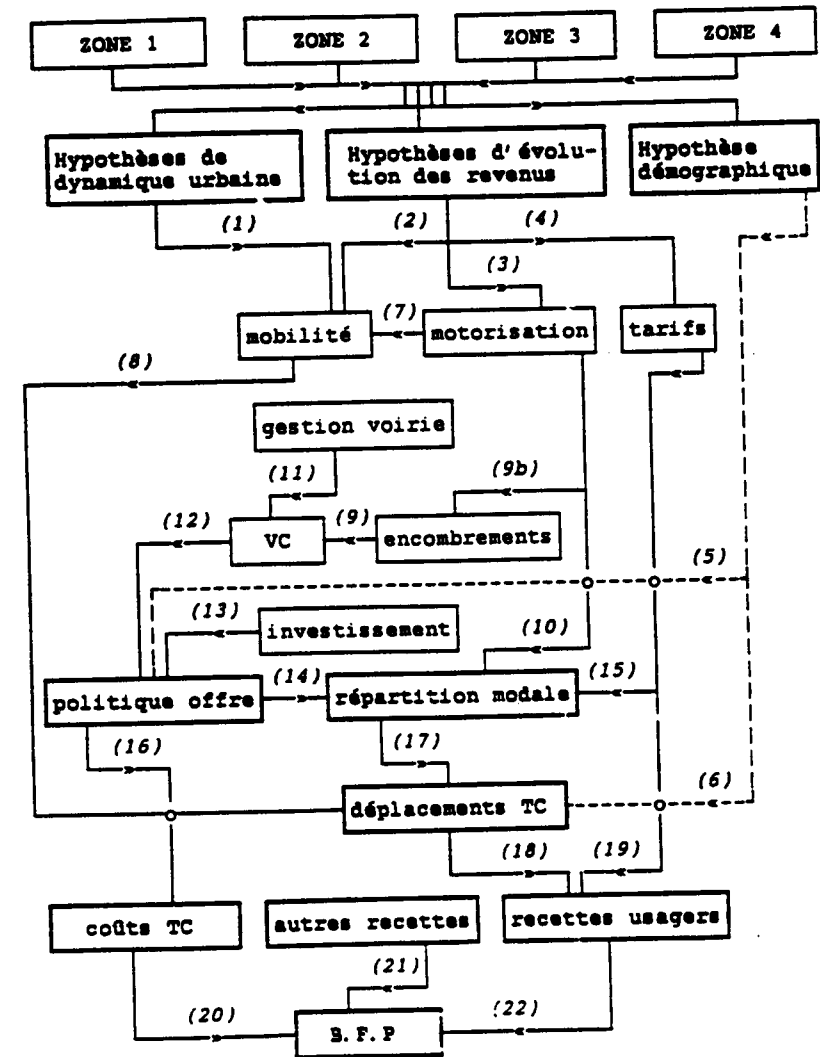 ZONE 1
ZONE 2
ZONE 3
ZONE 4
Hypothèses de
dynamique urbaine
Hypothèses d'évolu-
tion des revenus
Hypothèse
démographique
(1)
(2)
(4)
(3)
mobilité
(7)
motorisation
tarifs
(8)
gestion voirie
(11)
(9b)
(12)
VC
(9)
encombrements
(5)
(13)
investissement
(10)
politique offre
(14)
répartition modale
(15)
(16)
(17)
(6)
déplacements TC
(18)
(19)
coûts TC
autres recettes
recettes usagers
(21)
(20)
B.F.P
(22)